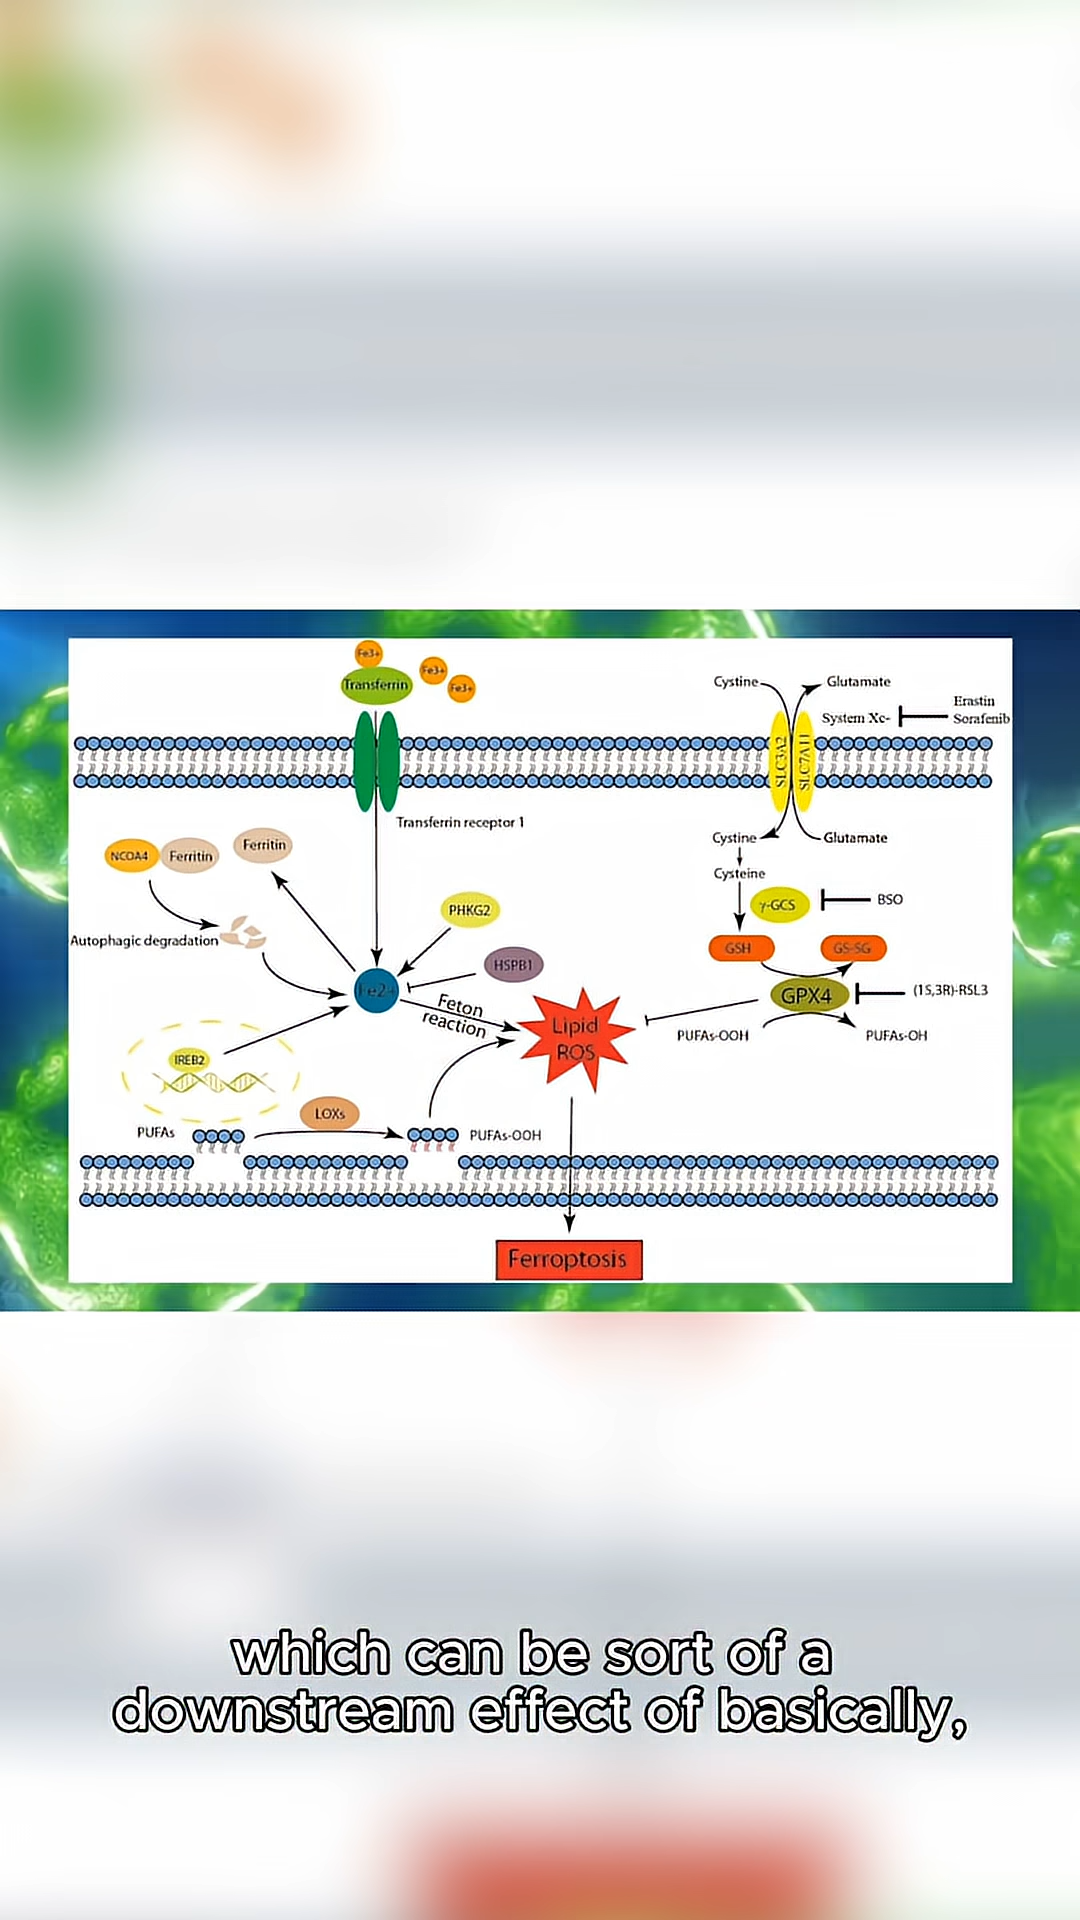 Fe3+
Fe3+
Fe3+
Transferrin
Cystine
Glutamate
Erastin
System Xc-
Sorafenib
SLC3A2
SLC7A11
Transferrin receptor 1
Cystine
Glutamate
NCOA4
Ferritin
Ferritin
Cysteine
PHKG2
γ-GCS
BSO
Autophagic degradation
GSH
GS-SG
HSPB1
Fe2+
GPX4
(1S,3R)-RSL3
Feton
reaction
Lipid
ROS
PUFAs-OOH
PUFAs-OH
IREB2
LOXs
PUFAs
PUFAs-OOH
Ferroptosis
which can be sort of a
downstream effect of basically,